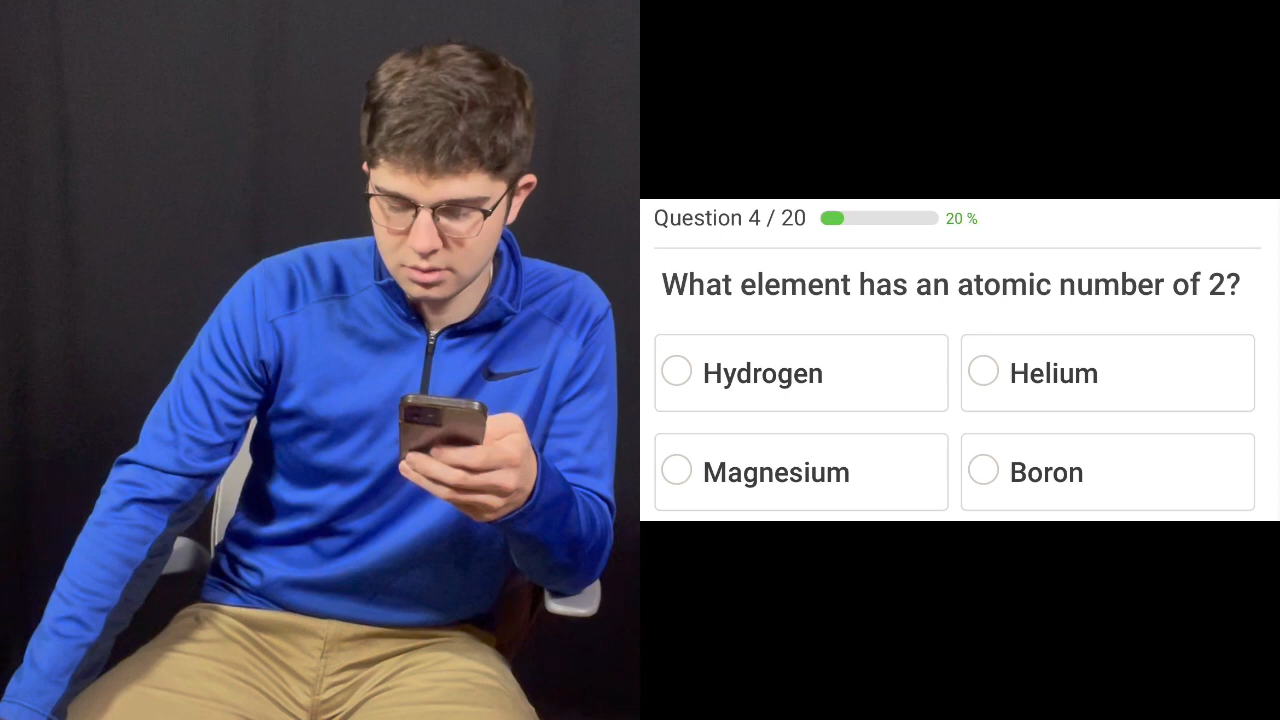 Question 4 / 20 20 %
What element has an atomic number of 2?
Hydrogen
Helium
Magnesium
Boron